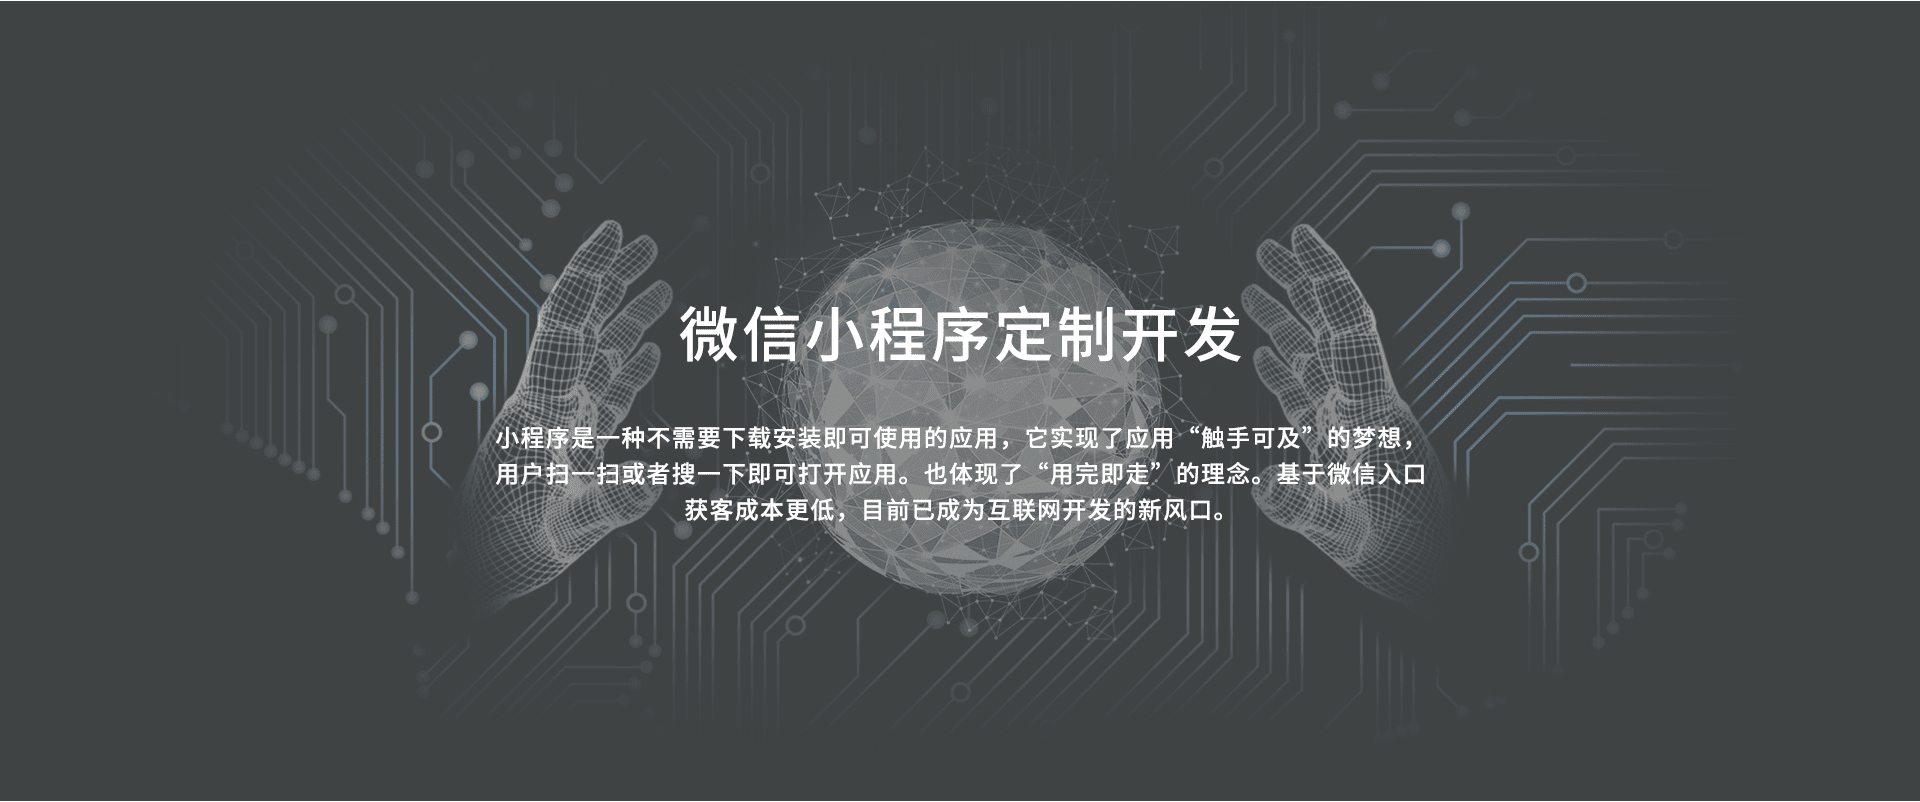 微信小程序定制开发
小程序是一种不需要下载安装即可使用的应用，它实现了应用“触手可及”的梦想，
用户扫一扫或者搜一下即可打开应用。也体现了“用完即走”的理念。基于微信入口
获客成本更低，目前已成为互联网开发的新风口。